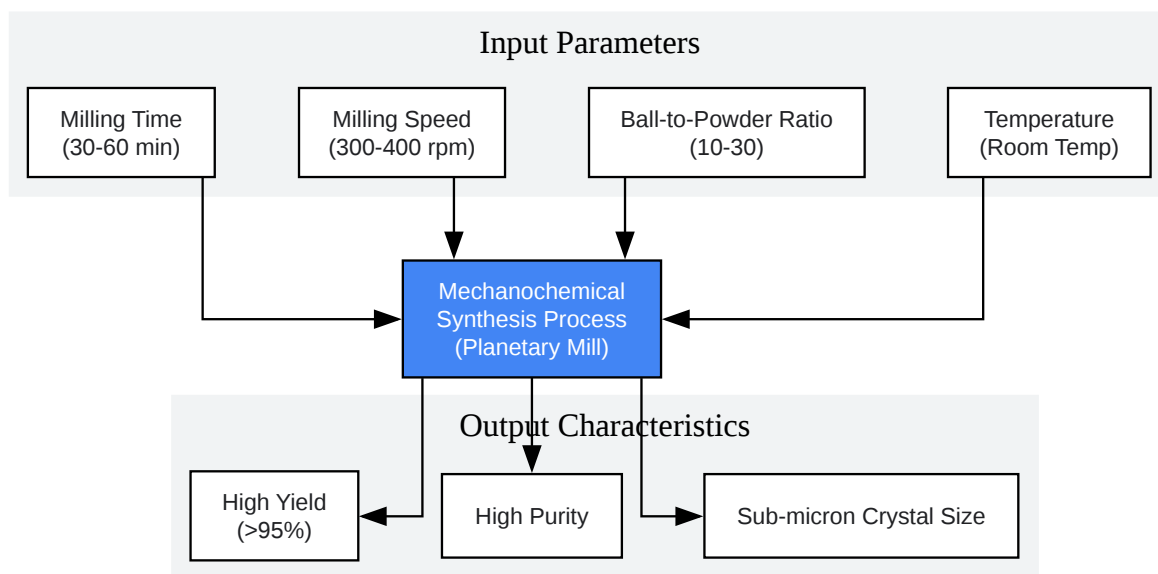 Input Parameters
Milling Time
(30-60 min)
Milling Speed
(300-400 rpm)
Ball-to-Powder Ratio
(10-30)
Temperature
(Room Temp)
Mechanochemical
Synthesis Process
(Planetary Mill)
Output Characteristics
High Yield
(>95%)
High Purity
Sub-micron Crystal Size